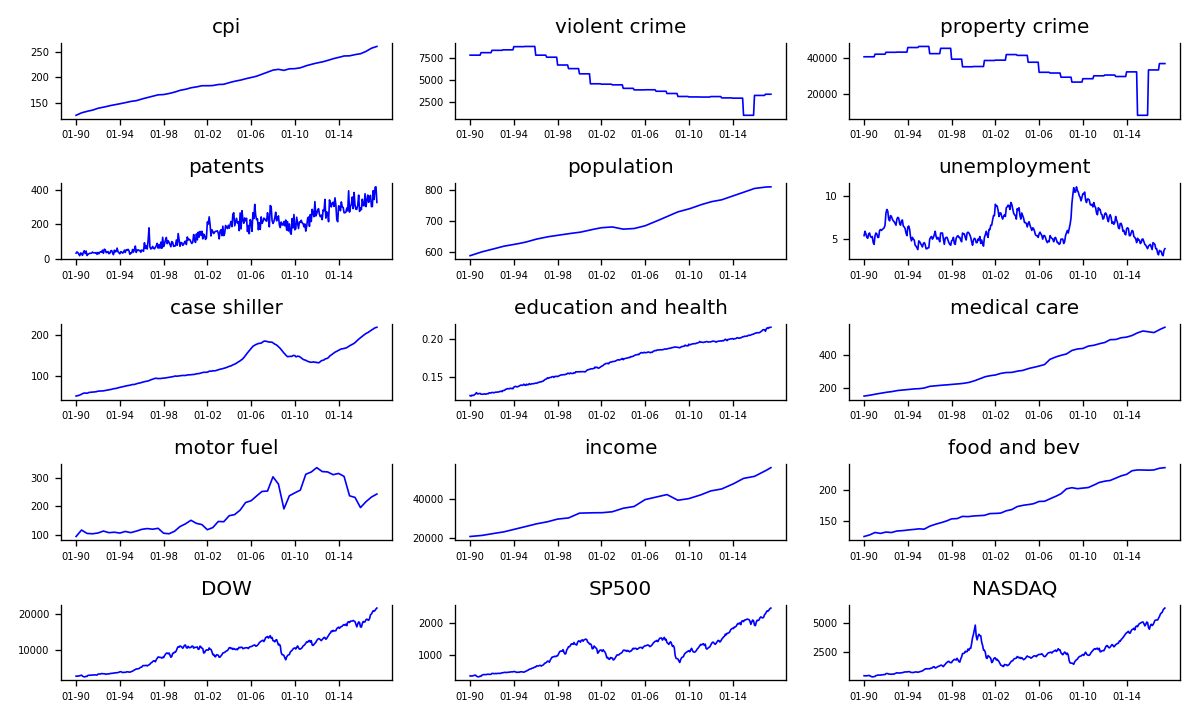 cpi
250
200
150
01-90 01-94 01-98 01-02 01-06 01-10 01-14
violent crime
7500
5000
2500
01-90 01-94 01-98 01-02 01-06 01-10 01-14
property crime
40000
20000
01-90 01-94 01-98 01-02 01-06 01-10 01-14
patents
400
200
0
01-90 01-94 01-98 01-02 01-06 01-10 01-14
population
800
700
600
01-90 01-94 01-98 01-02 01-06 01-10 01-14
unemployment
10
5
01-90 01-94 01-98 01-02 01-06 01-10 01-14
case shiller
200
100
01-90 01-94 01-98 01-02 01-06 01-10 01-14
education and health
0.20
0.15
01-90 01-94 01-98 01-02 01-06 01-10 01-14
medical care
400
200
01-90 01-94 01-98 01-02 01-06 01-10 01-14
motor fuel
300
200
100
01-90 01-94 01-98 01-02 01-06 01-10 01-14
income
40000
20000
01-90 01-94 01-98 01-02 01-06 01-10 01-14
food and bev
200
150
01-90 01-94 01-98 01-02 01-06 01-10 01-14
DOW
20000
10000
01-90 01-94 01-98 01-02 01-06 01-10 01-14
SP500
2000
1000
01-90 01-94 01-98 01-02 01-06 01-10 01-14
NASDAQ
5000
2500
01-90 01-94 01-98 01-02 01-06 01-10 01-14